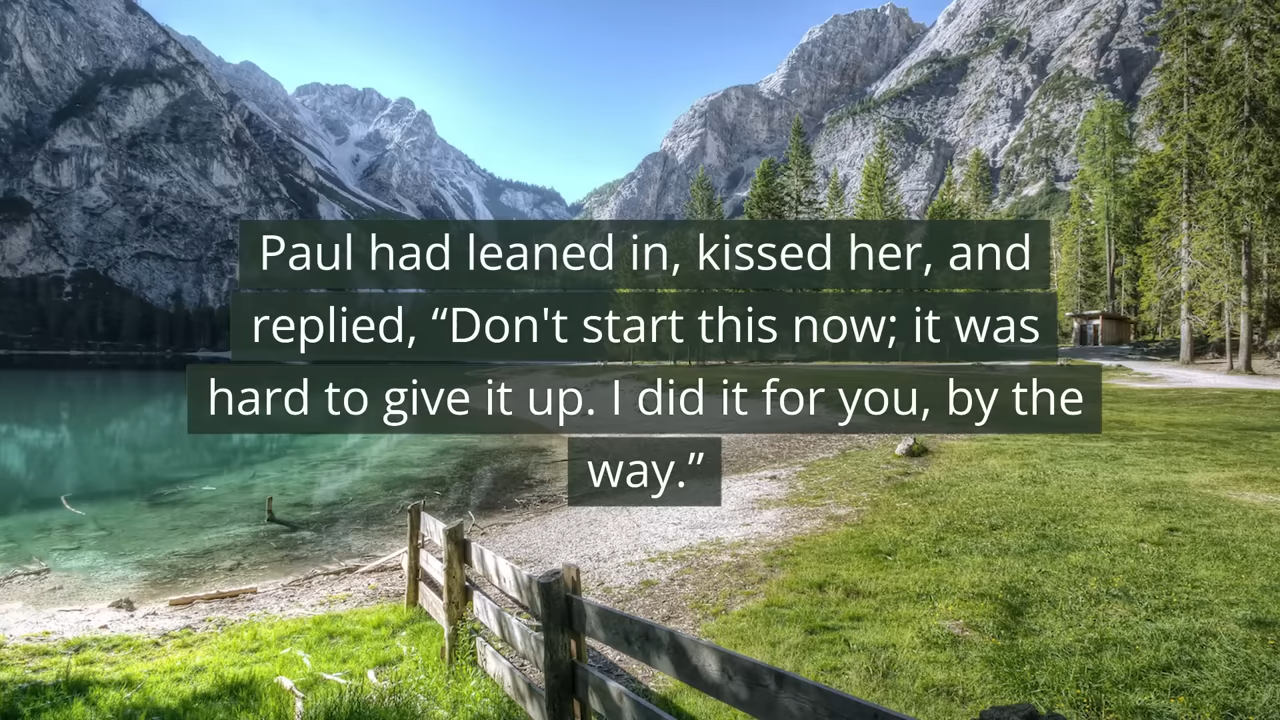 Paul had leaned in, kissed her, and
replied, “Don't start this now; it was
hard to give it up. I did it for you, by the
way.”